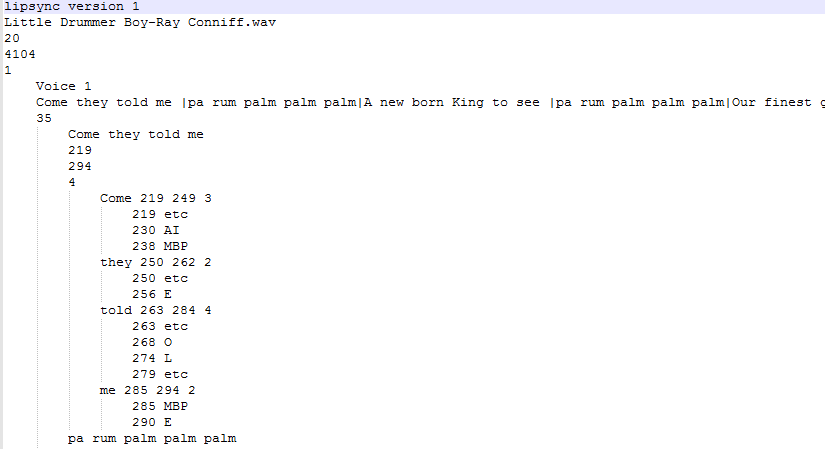 lipsync version 1
Little Drummer Boy-Ray Conniff.wav
20
4104
1
Voice 1
Come they told me |pa rum palm palm palm|A new born King to see |pa rum palm palm palm|Our finest
35
Come they told me
219
294
4
Come 219 249 3
219 etc
230 AI
238 MBP
they 250 262 2
250 etc
256 E
told 263 284 4
263 etc
268 O
274 L
279 etc
me 285 294 2
285 MBP
290 E
pa rum palm palm palm